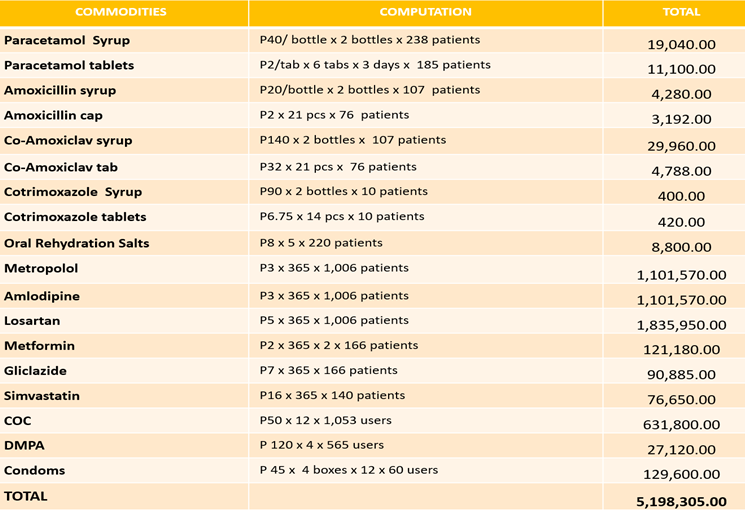 COMMODITIES COMPUTATION TOTAL
Paracetamol Syrup P40/ bottle x 2 bottles x 238 patients 19,040.00
Paracetamol tablets P2/tab x 6 tabs x 3 days x 185 patients 11,100.00
Amoxicillin syrup P20/bottle x 2 bottles x 107 patients 4,280.00
Amoxicillin cap P2 x 21 pcs x 76 patients 3,192.00
Co-Amoxiclav syrup P140 x 2 bottles x 107 patients 29,960.00
Co-Amoxiclav tab P32 x 21 pcs x 76 patients 4,788.00
Cotrimoxazole Syrup P90 x 2 bottles x 10 patients 400.00
Cotrimoxazole tablets P6.75 x 14 pcs x 10 patients 420.00
Oral Rehydration Salts P8 x 5 x 220 patients 8,800.00
Metropolol P3 x 365 x 1,006 patients 1,101,570.00
Amlodipine P3 x 365 x 1,006 patients 1,101,570.00
Losartan P5 x 365 x 1,006 patients 1,835,950.00
Metformin P2 x 365 x 2 x 166 patients 121,180.00
Gliclazide P7 x 365 x 166 patients 90,885.00
Simvastatin P16 x 365 x 140 patients 76,650.00
COC P50 x 12 x 1,053 users 631,800.00
DMPA P 120 x 4 x 565 users 27,120.00
Condoms P 45 x 4 boxes x 12 x 60 users 129,600.00
TOTAL 5,198,305.00